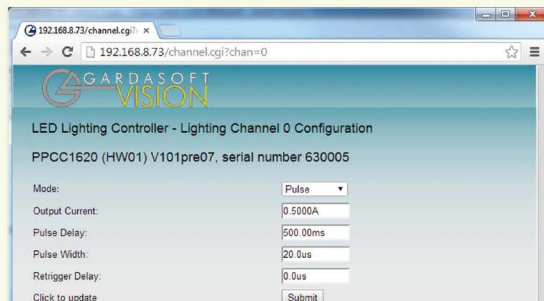 192.168.8.73/channel.cgi?
192.168.8.73/channel.cgi?chan=0
GARDASOFT
VISION
LED Lighting Controller - Lighting Channel 0 Configuration
PPCC1620 (HW01) V101pre07, serial number 630005
Mode: Pulse
Output Current: 0.5000A
Pulse Delay: 500.00ms
Pulse Width: 20.0us
Retrigger Delay: 0.0us
Click to update Submit